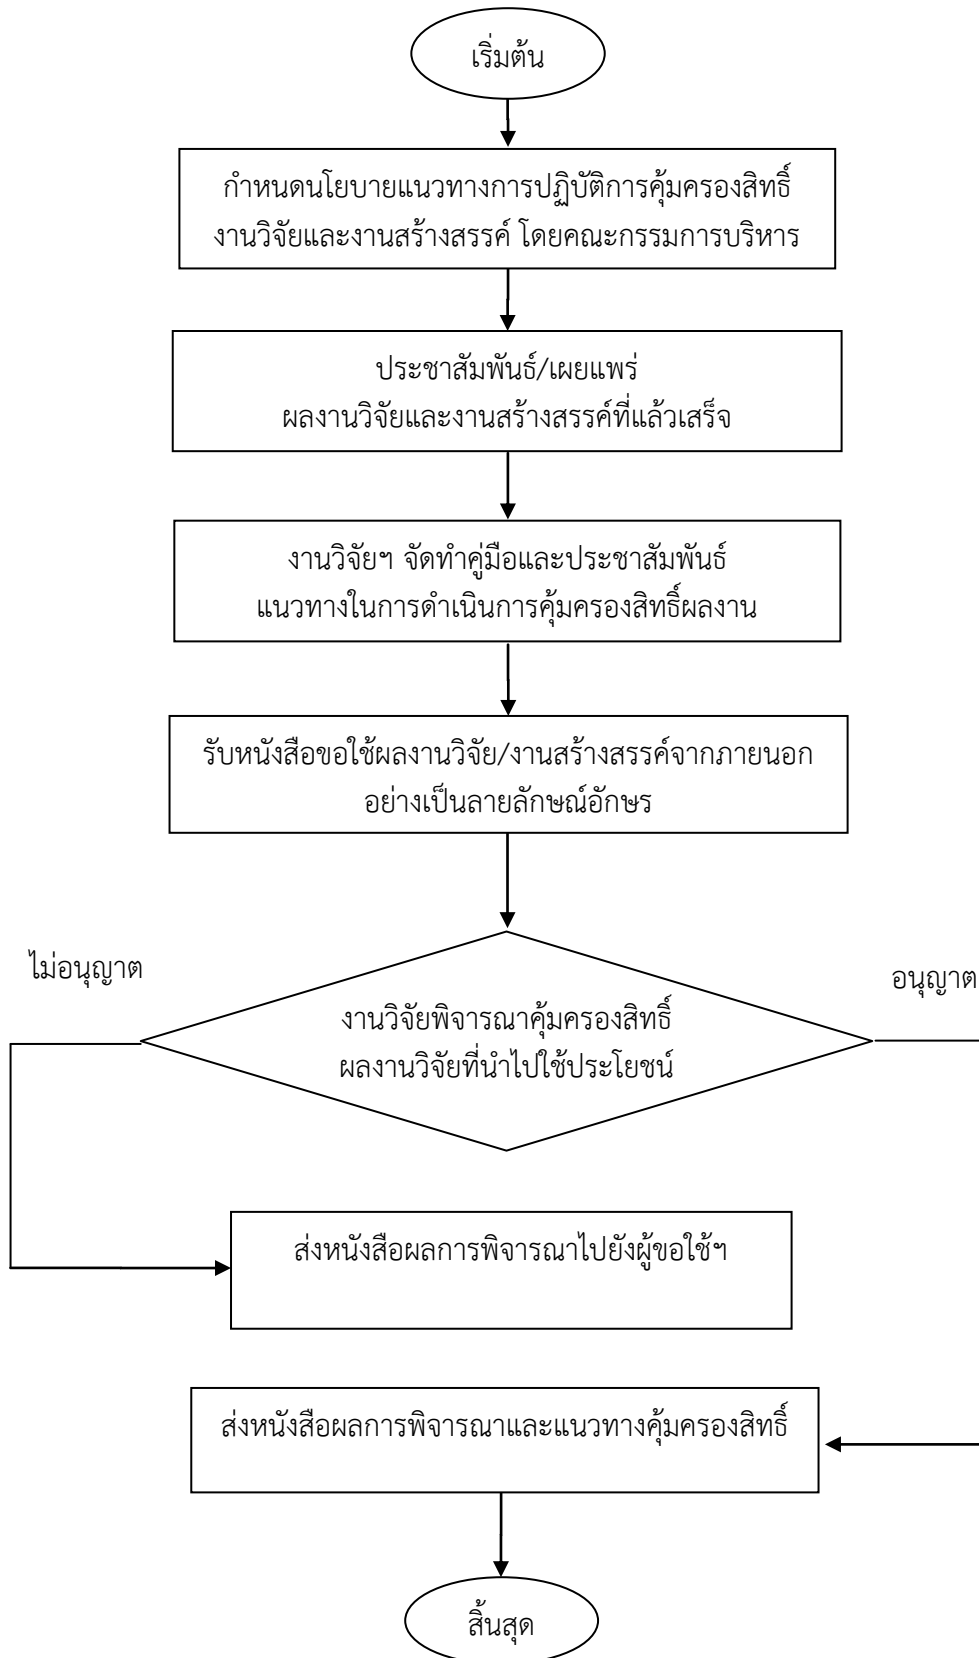 เริ่มต้น
กำหนดนโยบายแนวทางการปฏิบัติการคุ้มครองสิทธิ์
งานวิจัยและงานสร้างสรรค์ โดยคณะกรรมการบริหาร
ประชาสัมพันธ์/เผยแพร่
ผลงานวิจัยและงานสร้างสรรค์ที่แล้วเสร็จ
งานวิจัยฯ จัดทำคู่มือและประชาสัมพันธ์
แนวทางในการดำเนินการคุ้มครองสิทธิ์ผลงาน
รับหนังสือขอใช้ผลงานวิจัย/งานสร้างสรรค์จากภายนอก
อย่างเป็นลายลักษณ์อักษร
ไม่อนุญาต
อนุญาต
งานวิจัยพิจารณาคุ้มครองสิทธิ์
ผลงานวิจัยที่นำไปใช้ประโยชน์
ส่งหนังสือผลการพิจารณาไปยังผู้ขอใช้ฯ
ส่งหนังสือผลการพิจารณาและแนวทางคุ้มครองสิทธิ์
สิ้นสุด